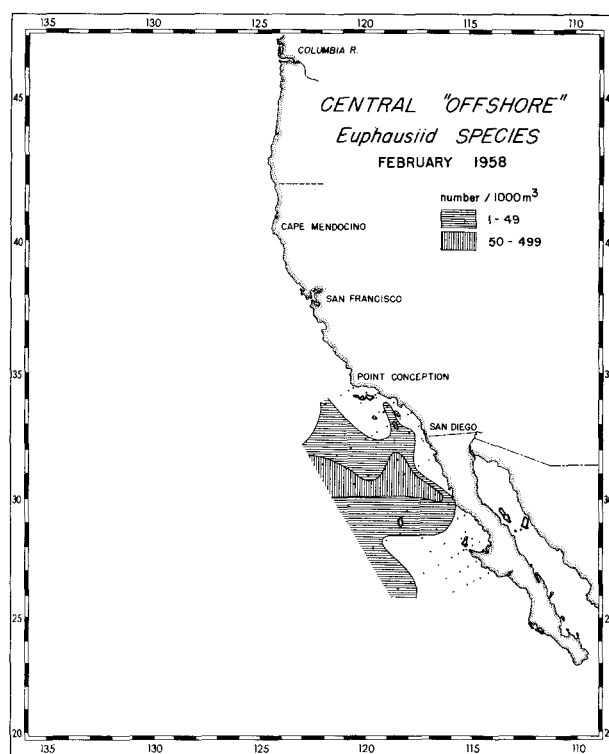 135 130 125 120 115 110
COLUMBIA R.
45
CENTRAL "OFFSHORE"
Euphausiid SPECIES
FEBRUARY 1958
number / 1000 m³
1 - 49
50 - 499
CAPE MENDOCINO
40
SAN FRANCISCO
35
POINT CONCEPTION
SAN DIEGO
30
25
20
135 130 125 120 115 110